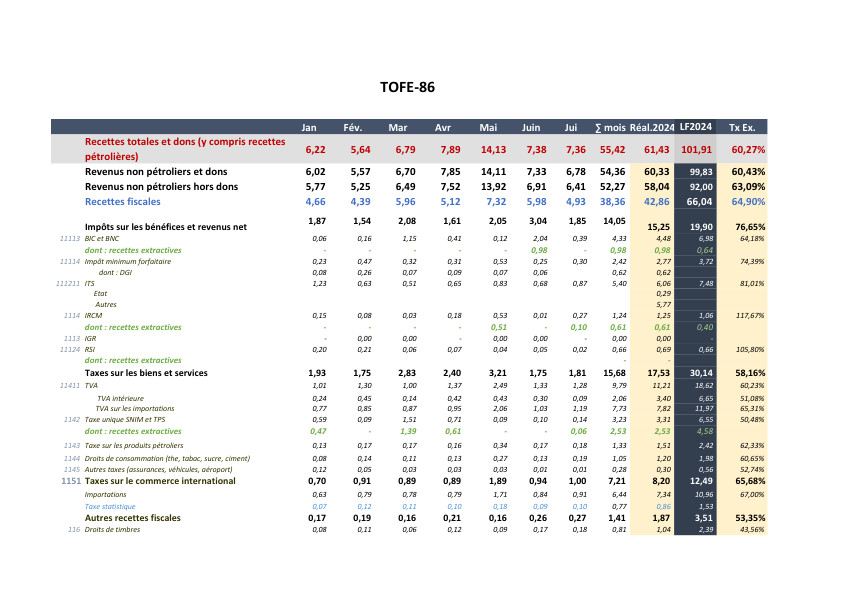 TOFE-86
Jan Fév. Mar Avr Mai Juin Jui ∑ mois Réal.2024 LF2024 Tx Ex.
Recettes totales et dons (y compris recettes pétrolières) 6,22 5,64 6,79 7,89 14,13 7,38 7,36 55,42 61,43 101,91 60,27%
Revenus non pétroliers et dons 6,02 5,57 6,70 7,85 14,11 7,33 6,78 54,36 60,33 99,83 60,43%
Revenus non pétroliers hors dons 5,77 5,25 6,49 7,52 13,92 6,91 6,41 52,27 58,04 92,00 63,09%
Recettes fiscales 4,66 4,39 5,96 5,12 7,32 5,98 4,93 38,36 42,86 66,04 64,90%
Impôts sur les bénéfices et revenus net 1,87 1,54 2,08 1,61 2,05 3,04 1,85 14,05 15,25 19,90 76,65%
11113 BIC et BNC 0,06 0,16 1,15 0,41 0,12 2,04 0,39 4,33 4,48 6,98 64,18%
dont : recettes extractives - - - - - 0,98 - 0,98 0,98 0,64
11114 Impôt minimum forfaitaire 0,23 0,47 0,32 0,31 0,53 0,25 0,30 2,42 2,77 3,72 74,39%
dont : DGI 0,08 0,26 0,07 0,09 0,07 0,06 0,62 0,62
111211 ITS 1,23 0,63 0,51 0,65 0,83 0,68 0,87 5,40 6,06 7,48 81,01%
Etat 0,29
Autres 5,77
1114 IRCM 0,15 0,08 0,03 0,18 0,53 0,01 0,27 1,24 1,25 1,06 117,67%
dont : recettes extractives - - - - 0,51 - 0,10 0,61 0,61 0,40
1113 IGR - 0,00 0,00 - 0,00 0,00 - 0,00 0,00 -
11124 RSI 0,20 0,21 0,06 0,07 0,04 0,05 0,02 0,66 0,69 0,66 105,80%
dont : recettes extractives - -
Taxes sur les biens et services 1,93 1,75 2,83 2,40 3,21 1,75 1,81 15,68 17,53 30,14 58,16%
11411 TVA 1,01 1,30 1,00 1,37 2,49 1,33 1,28 9,79 11,21 18,62 60,23%
TVA intérieure 0,24 0,45 0,14 0,42 0,43 0,30 0,09 2,06 3,40 6,65 51,08%
TVA sur les importations 0,77 0,85 0,87 0,95 2,06 1,03 1,19 7,73 7,82 11,97 65,31%
1142 Taxe unique SNIM et TPS 0,59 0,09 1,51 0,71 0,09 0,10 0,14 3,23 3,31 6,55 50,48%
dont : recettes extractives 0,47 - 1,39 0,61 - - 0,06 2,53 2,53 4,58
1143 Taxe sur les produits pétroliers 0,13 0,17 0,17 0,16 0,34 0,17 0,18 1,33 1,51 2,42 62,33%
1144 Droits de consommation (the, tabac, sucre, ciment) 0,08 0,14 0,11 0,13 0,27 0,13 0,19 1,05 1,20 1,98 60,65%
1145 Autres taxes (assurances, véhicules, aéroport) 0,12 0,05 0,03 0,03 0,03 0,01 0,01 0,28 0,30 0,56 52,74%
1151 Taxes sur le commerce international 0,70 0,91 0,89 0,89 1,89 0,94 1,00 7,21 8,20 12,49 65,68%
Importations 0,63 0,79 0,78 0,79 1,71 0,84 0,91 6,44 7,34 10,96 67,00%
Taxe statistique 0,07 0,12 0,11 0,10 0,18 0,09 0,10 0,77 0,86 1,53
Autres recettes fiscales 0,17 0,19 0,16 0,21 0,16 0,26 0,27 1,41 1,87 3,51 53,35%
116 Droits de timbres 0,08 0,11 0,06 0,12 0,09 0,17 0,18 0,81 1,04 2,39 43,56%